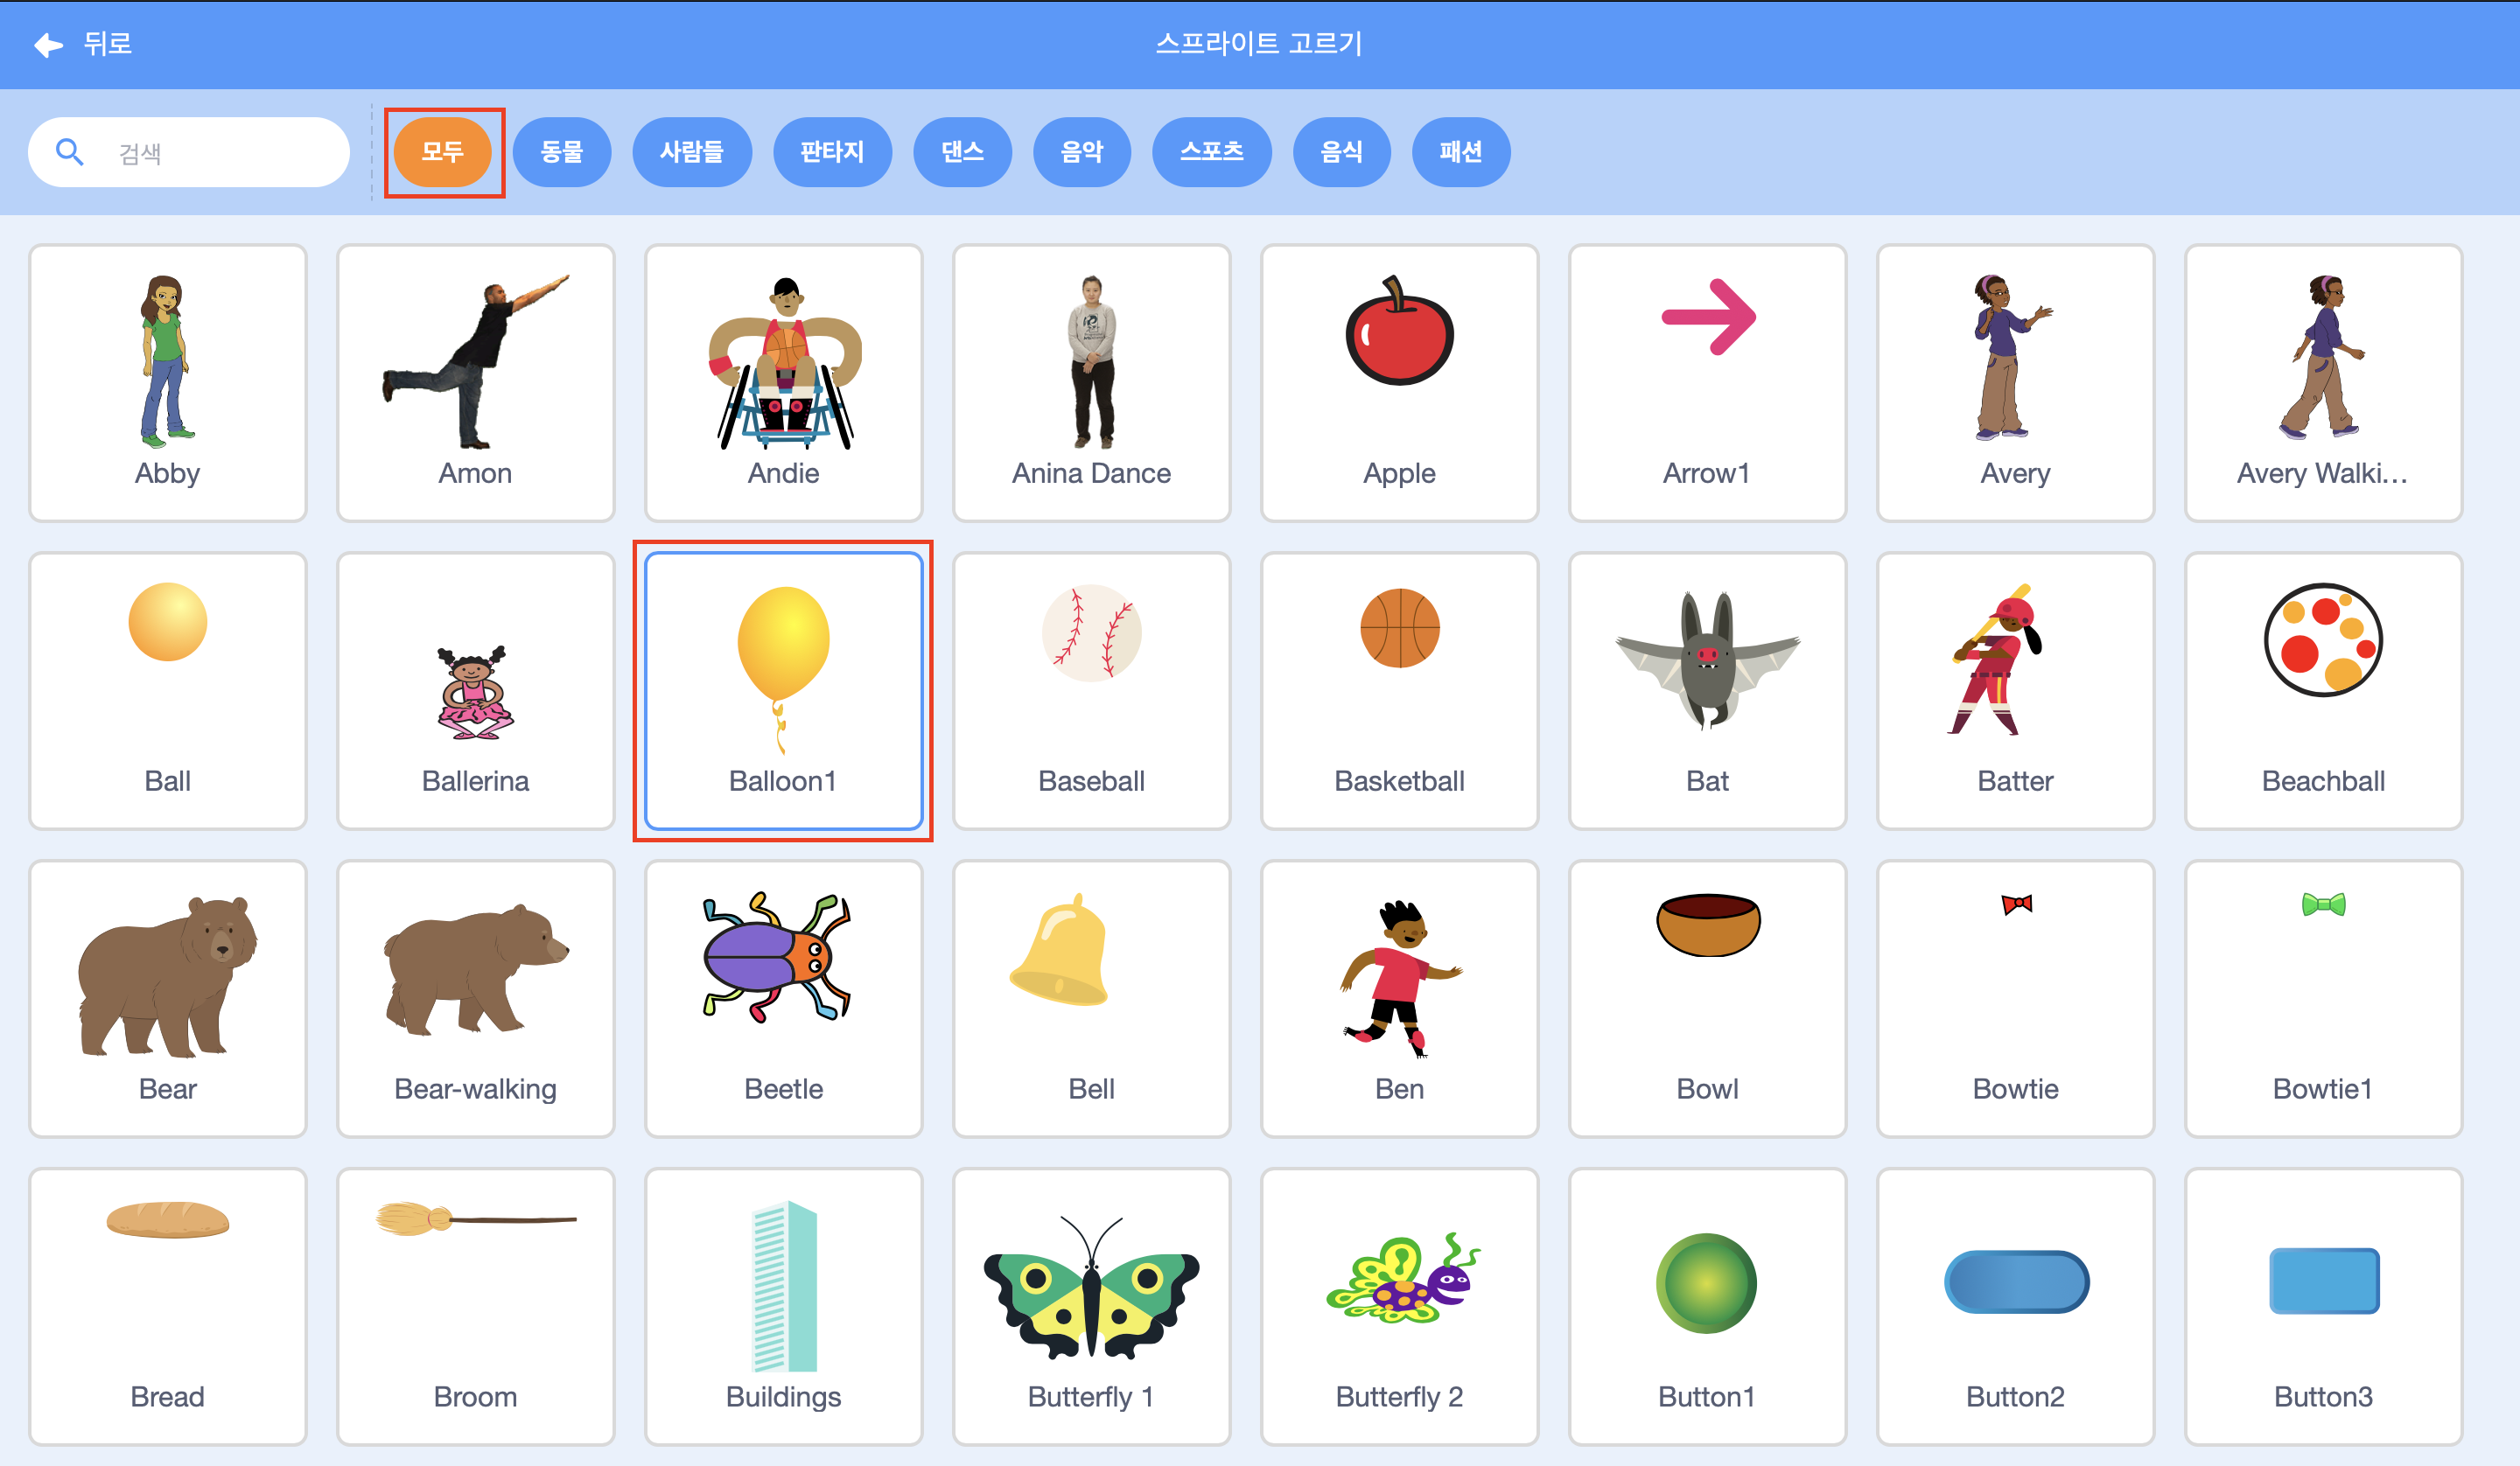 뒤로
스프라이트 고르기
검색
모두 동물 사람들 판타지 댄스 음악 스포츠 음식 패션
Abby Amon Andie Anina Dance Apple Arrow1 Avery Avery Walki...
Ball Ballerina Balloon1 Baseball Basketball Bat Batter Beachball
Bear Bear-walking Beetle Bell Ben Bowl Bowtie Bowtie1
Bread Broom Buildings Butterfly 1 Butterfly 2 Button1 Button2 Button3